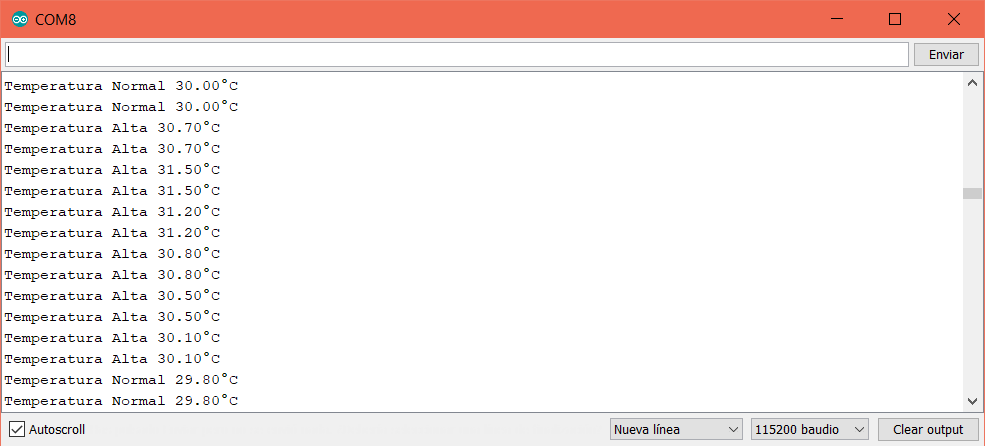 COM8
Enviar
Temperatura Normal 30.00°C
Temperatura Normal 30.00°C
Temperatura Alta 30.70°C
Temperatura Alta 30.70°C
Temperatura Alta 31.50°C
Temperatura Alta 31.50°C
Temperatura Alta 31.20°C
Temperatura Alta 31.20°C
Temperatura Alta 30.80°C
Temperatura Alta 30.80°C
Temperatura Alta 30.50°C
Temperatura Alta 30.50°C
Temperatura Alta 30.10°C
Temperatura Alta 30.10°C
Temperatura Normal 29.80°C
Temperatura Normal 29.80°C
Autoscroll Nueva línea 115200 baudio Clear output